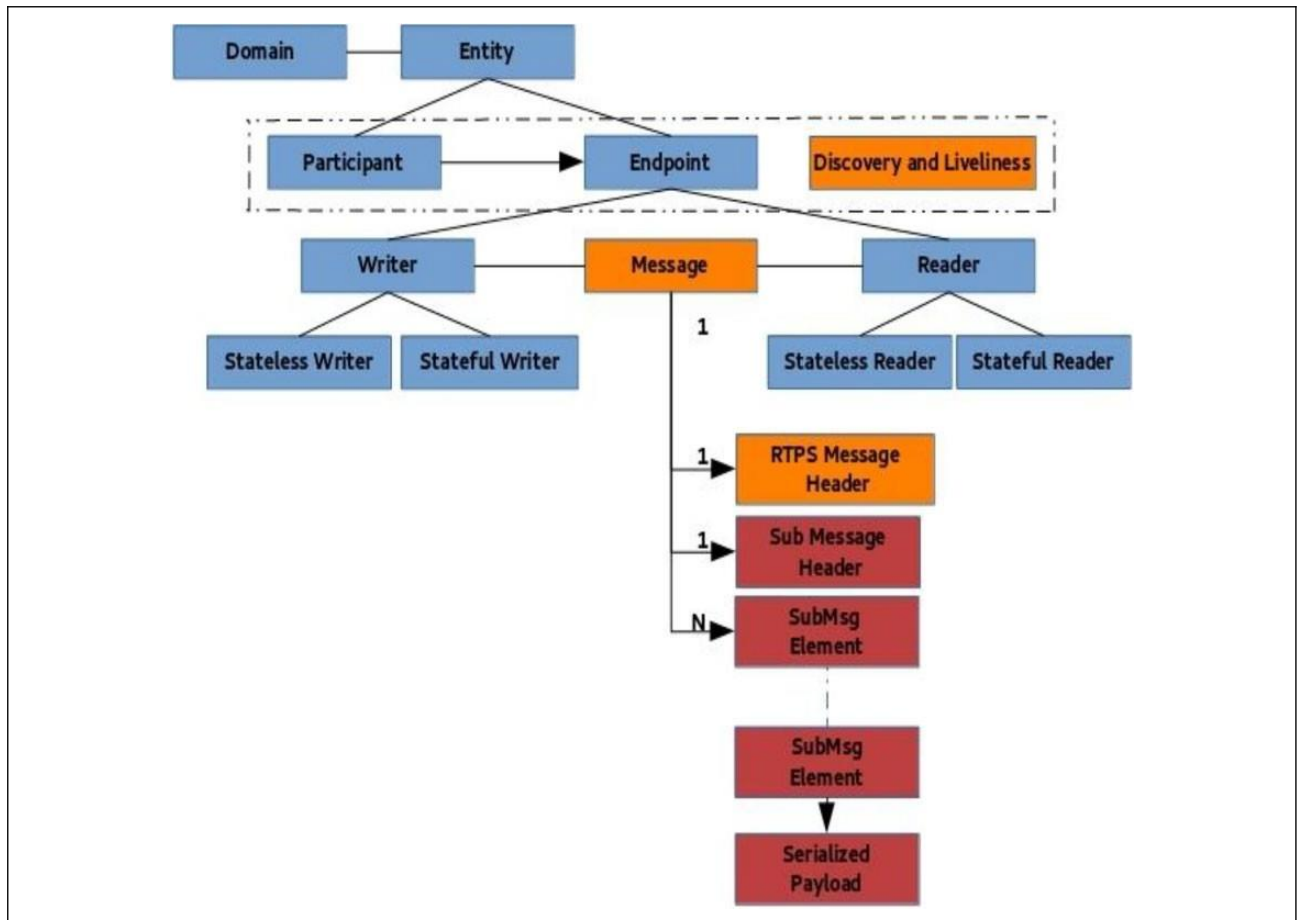 Domain
Entity
Participant
Endpoint
Discovery and Liveliness
Writer
Message
Reader
1
Stateless Writer
Stateful Writer
Stateless Reader
Stateful Reader
1
RTPS Message
Header
1
Sub Message
Header
N
SubMsg
Element
SubMsg
Element
Serialized
Payload